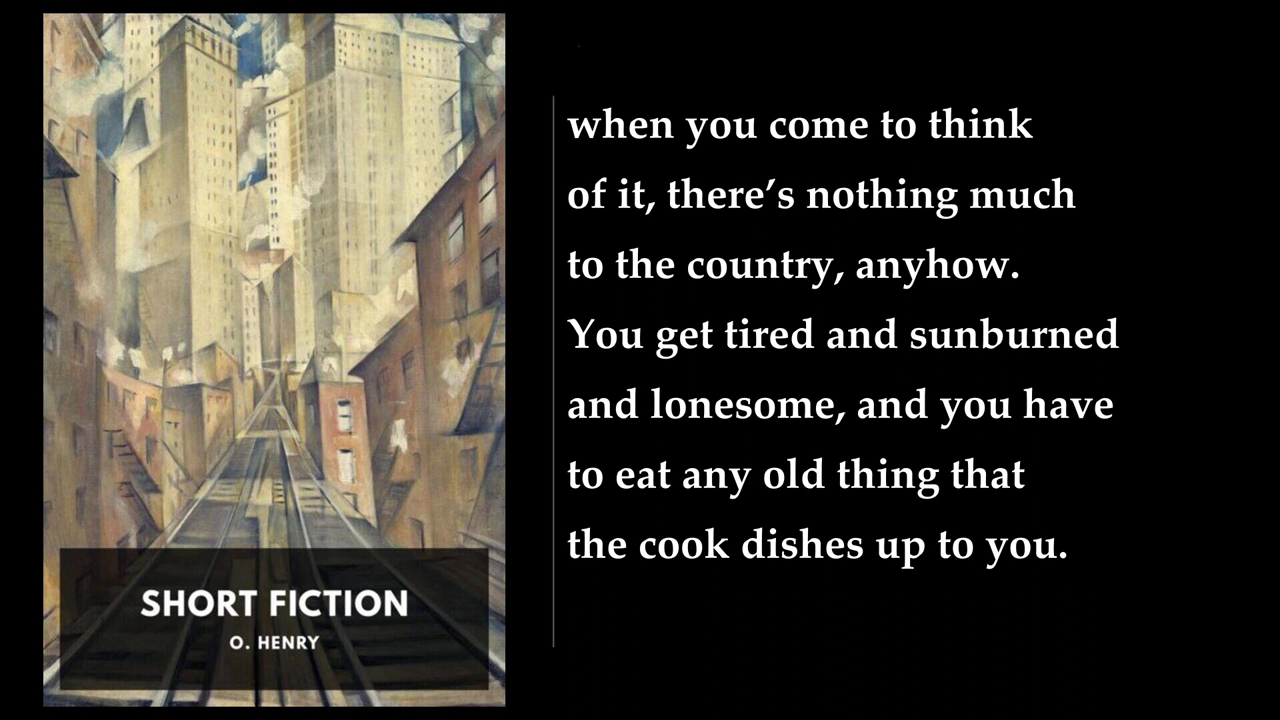 SHORT FICTION
O. HENRY
when you come to think
of it, there’s nothing much
to the country, anyhow.
You get tired and sunburned
and lonesome, and you have
to eat any old thing that
the cook dishes up to you.